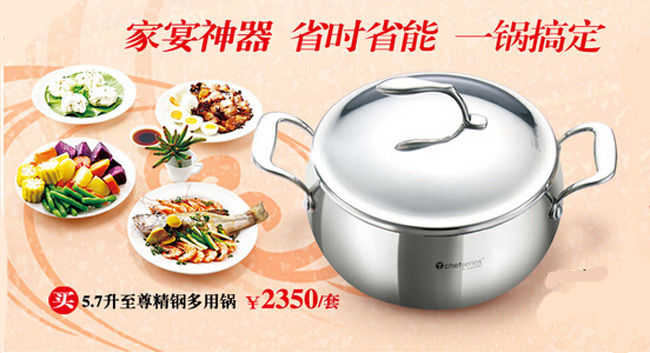 家宴神器 省时省能 一锅搞定
chefseries™
买 5.7升至尊精钢多用锅 ¥2350/套